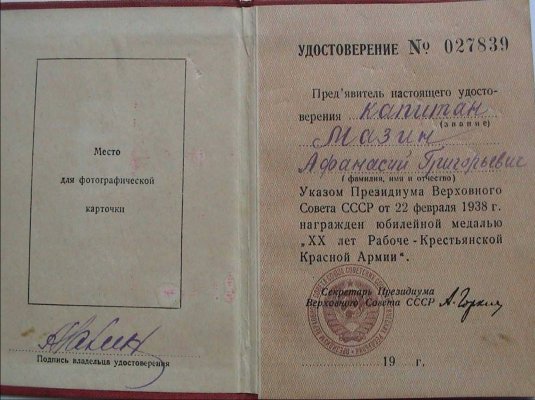 Место
для фотографической
карточки
Подпись владельца удостоверения
УДОСТОВЕРЕНИЕ № 027839
Пред'явитель настоящего удосто-
верения капитан
(звание)
Мазин
Афанасий Григорьевич
(фамилия, имя и отчество)
Указом Президиума Верховного
Совета СССР от 22 февраля 1938 г.
награжден юбилейной медалью
„XX лет Рабоче-Крестьянской
Красной Армии".
Секретарь Президиума
Верховного Совета СССР А. Горкин
19 г.